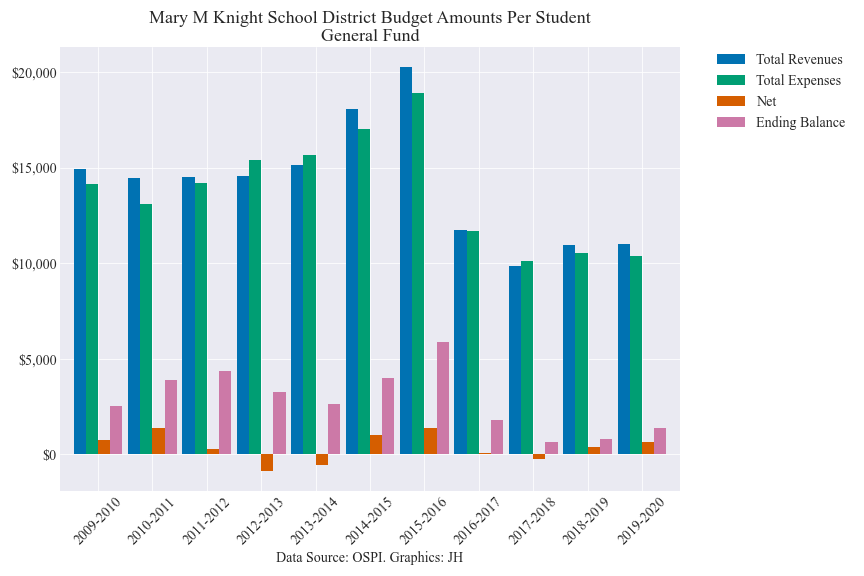 Mary M Knight School District Budget Amounts Per Student
General Fund
Total Revenues
Total Expenses
Net
Ending Balance
$20,000
$15,000
$10,000
$5,000
$0
2009-2010
2010-2011
2011-2012
2012-2013
2013-2014
2014-2015
2015-2016
2016-2017
2017-2018
2018-2019
2019-2020
Data Source: OSPI. Graphics: JH